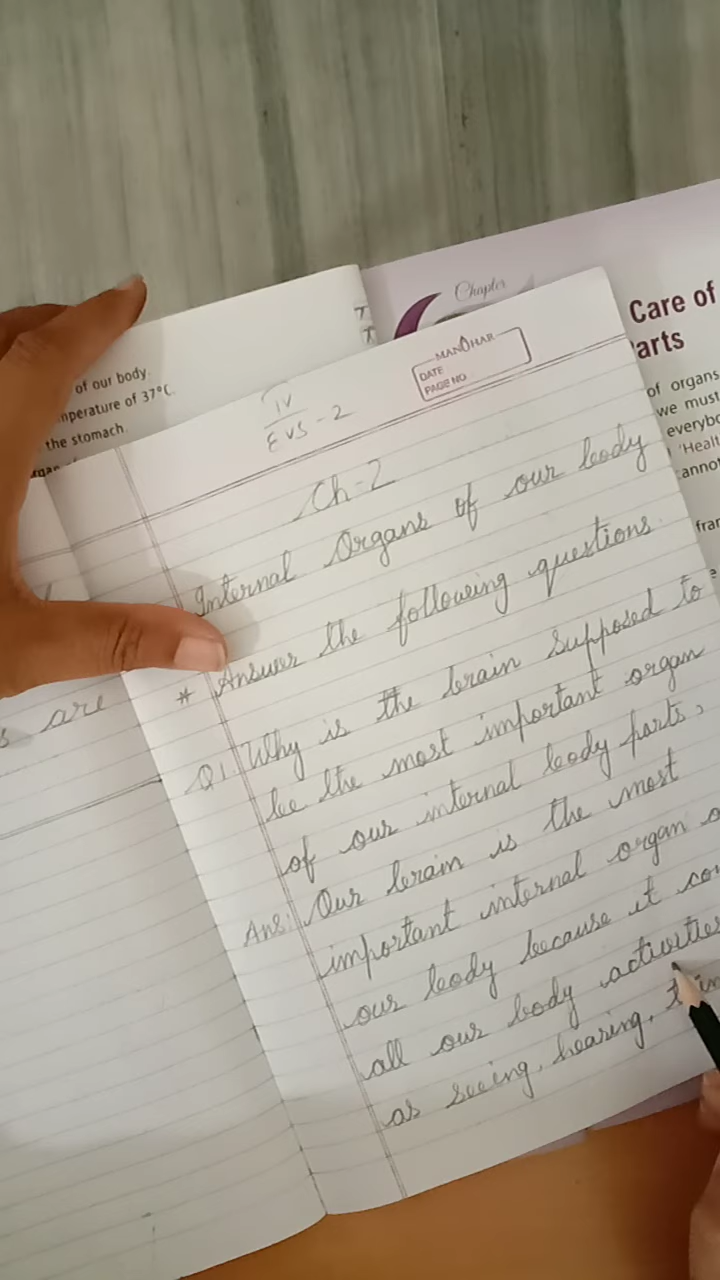 of our body.
mperature of 37°C.
the stomach.
Chapter
Care of
arts
of organs
we must
everybo
'Healt
annot
fran
MANOHAR
DATE
PAGE NO
IV
EVS-2
Ch-2
Internal Organs of our body
* Answer the following questions.
Q1. Why is the brain supposed to
be the most important organ
of our internal body parts,
Ans: Our brain is the most
important internal organ o
our body because it con
all our body activities
as seeing, hearing,
s are